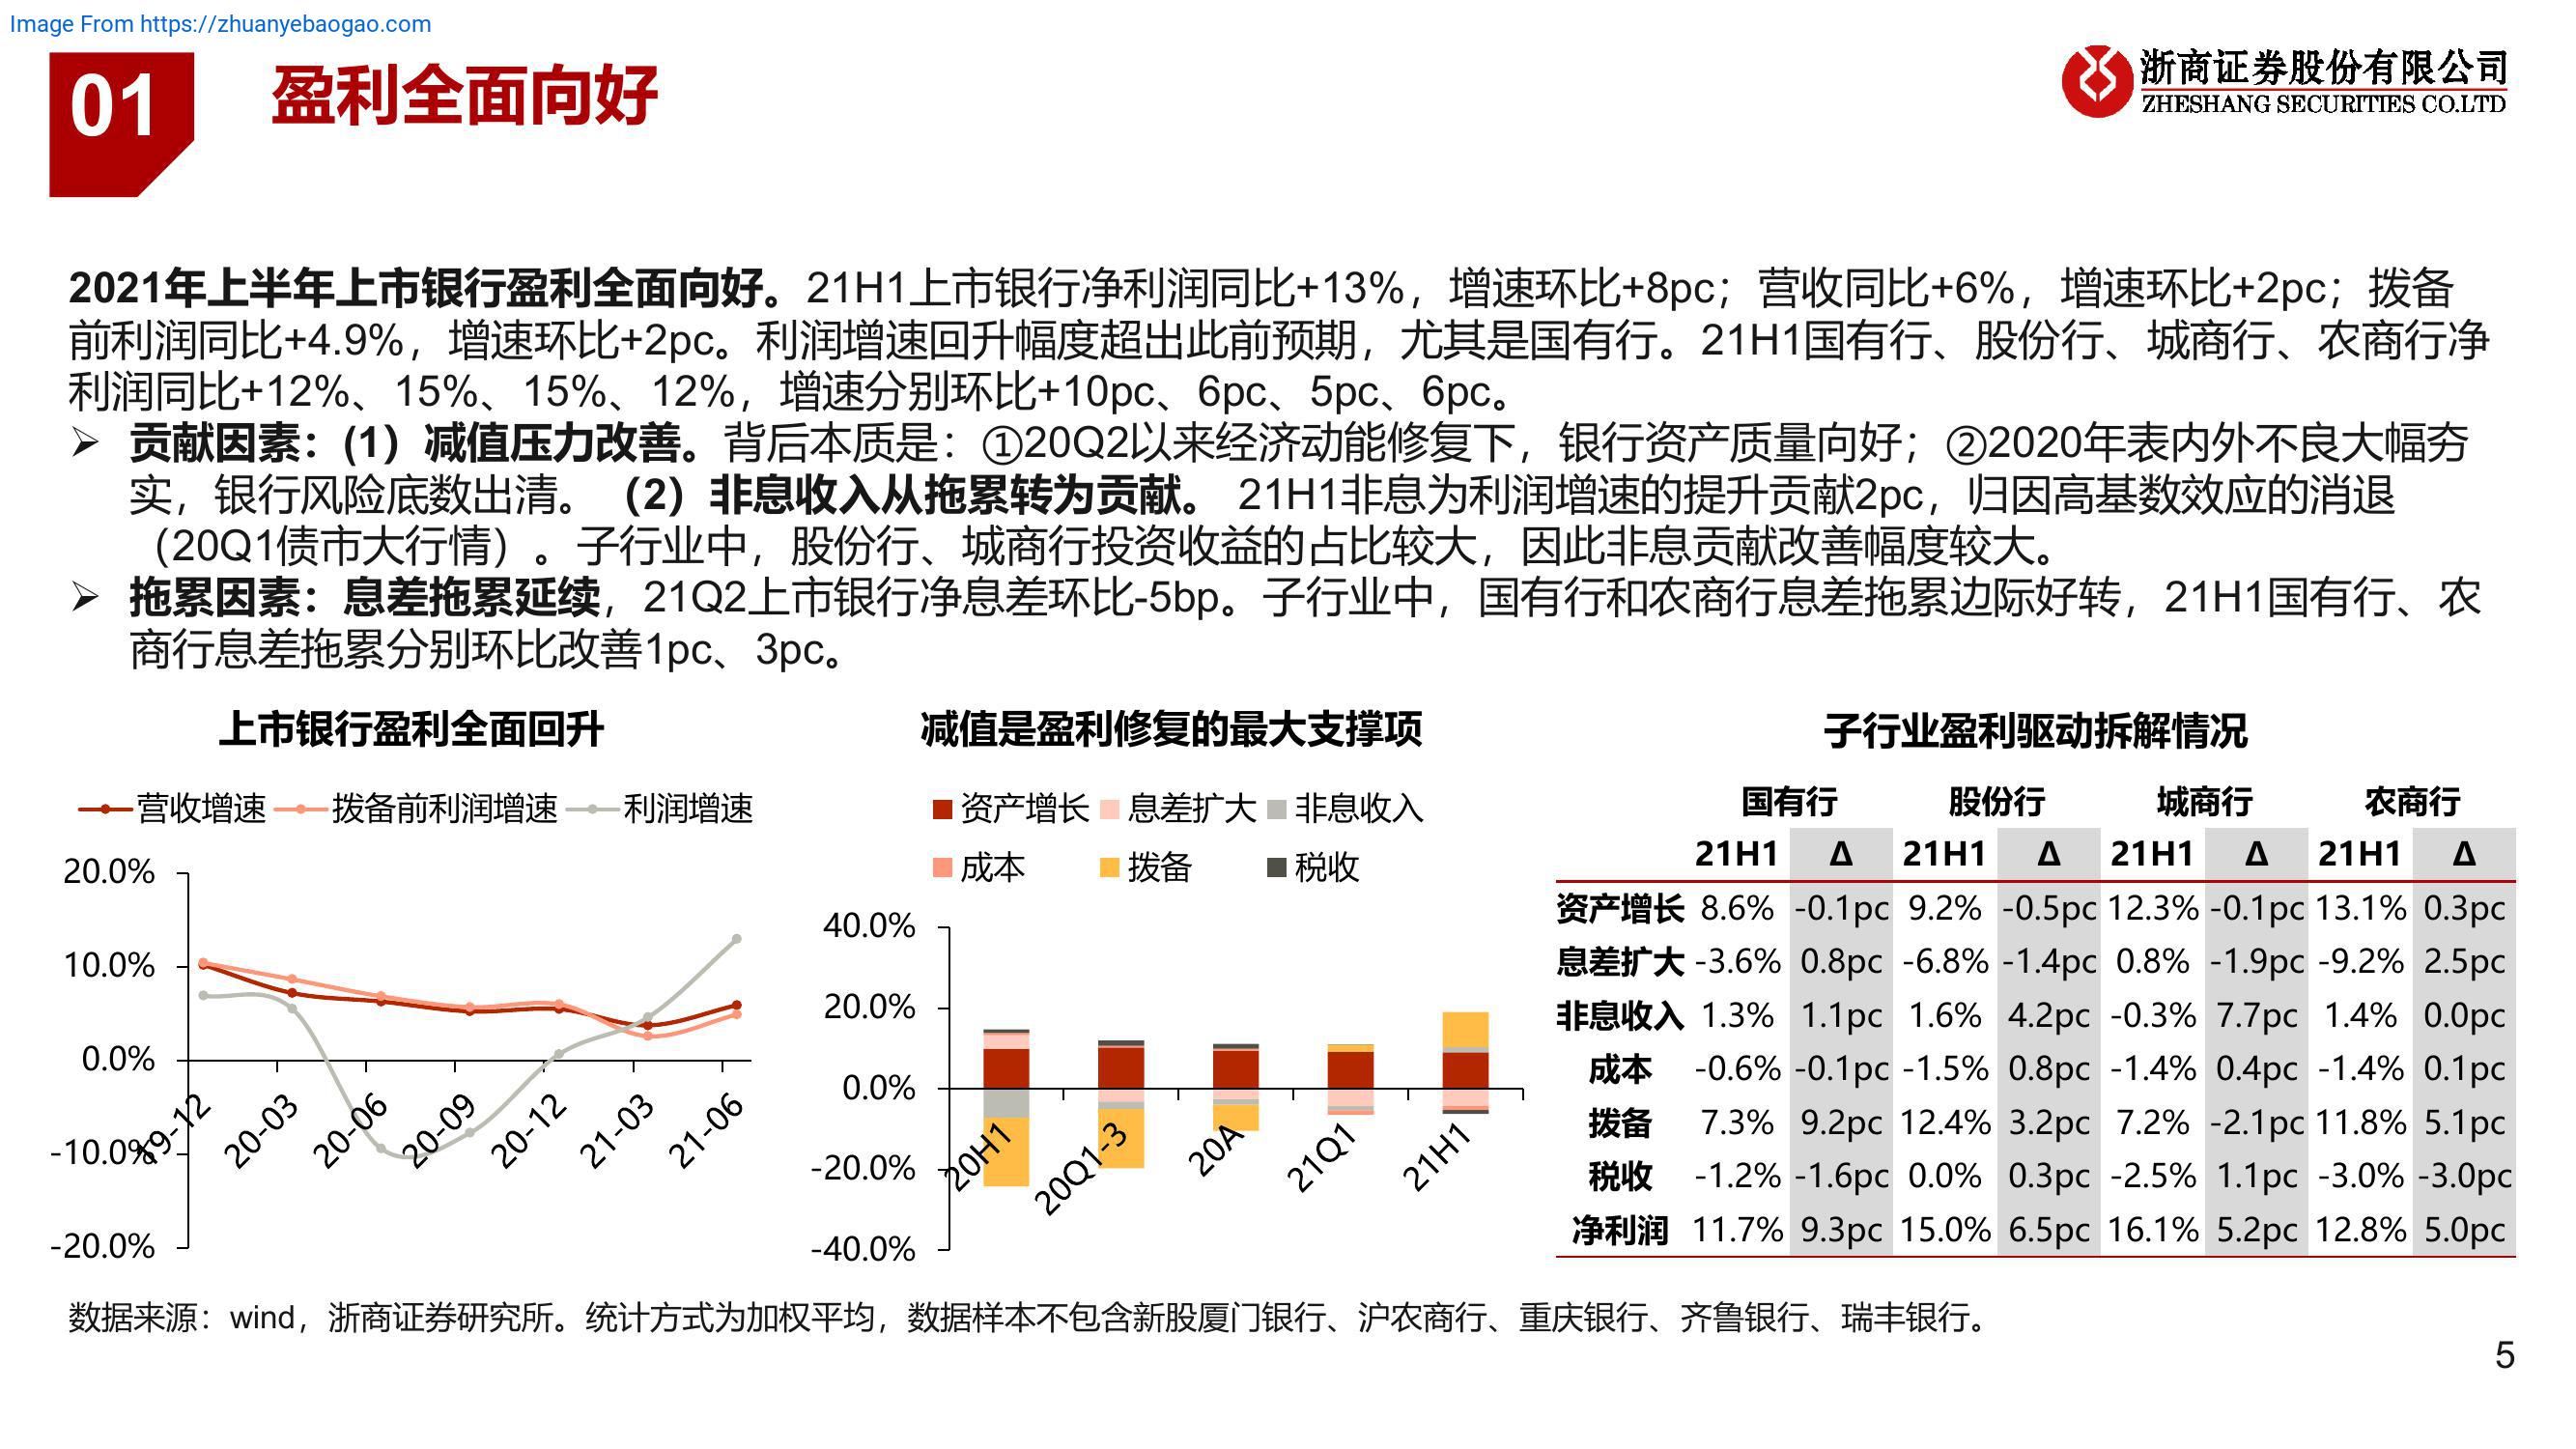 Image From https://zhuanyebaogao.com
01
盈利全面向好
浙商证券股份有限公司
ZHESHANG SECURITIES CO.LTD
2021年上半年上市银行盈利全面向好。21H1上市银行净利润同比+13%，增速环比+8pc；营收同比+6%，增速环比+2pc；拨备
前利润同比+4.9%，增速环比+2pc。利润增速回升幅度超出此前预期，尤其是国有行。21H1国有行、股份行、城商行、农商行净
利润同比+12%、15%、15%、12%，增速分别环比+10pc、6pc、5pc、6pc。
➢ 贡献因素：(1）减值压力改善。背后本质是：①20Q2以来经济动能修复下，银行资产质量向好；②2020年表内外不良大幅夯
实，银行风险底数出清。（2）非息收入从拖累转为贡献。 21H1非息为利润增速的提升贡献2pc，归因高基数效应的消退
（20Q1债市大行情）。子行业中，股份行、城商行投资收益的占比较大，因此非息贡献改善幅度较大。
➢ 拖累因素：息差拖累延续，21Q2上市银行净息差环比-5bp。子行业中，国有行和农商行息差拖累边际好转，21H1国有行、农
商行息差拖累分别环比改善1pc、3pc。
上市银行盈利全面回升
营收增速 拨备前利润增速 利润增速
20.0%
10.0%
0.0%
-10.0%
-20.0%
19-12 20-03 20-06 20-09 20-12 21-03 21-06
减值是盈利修复的最大支撑项
资产增长 息差扩大 非息收入
成本 拨备 税收
40.0%
20.0%
0.0%
-20.0%
-40.0%
20H1 20Q1-3 20A 21Q1 21H1
子行业盈利驱动拆解情况
国有行 股份行 城商行 农商行
21H1 Δ 21H1 Δ 21H1 Δ 21H1 Δ
资产增长 8.6% -0.1pc 9.2% -0.5pc 12.3% -0.1pc 13.1% 0.3pc
息差扩大 -3.6% 0.8pc -6.8% -1.4pc 0.8% -1.9pc -9.2% 2.5pc
非息收入 1.3% 1.1pc 1.6% 4.2pc -0.3% 7.7pc 1.4% 0.0pc
成本 -0.6% -0.1pc -1.5% 0.8pc -1.4% 0.4pc -1.4% 0.1pc
拨备 7.3% 9.2pc 12.4% 3.2pc 7.2% -2.1pc 11.8% 5.1pc
税收 -1.2% -1.6pc 0.0% 0.3pc -2.5% 1.1pc -3.0% -3.0pc
净利润 11.7% 9.3pc 15.0% 6.5pc 16.1% 5.2pc 12.8% 5.0pc
数据来源：wind，浙商证券研究所。统计方式为加权平均，数据样本不包含新股厦门银行、沪农商行、重庆银行、齐鲁银行、瑞丰银行。
5